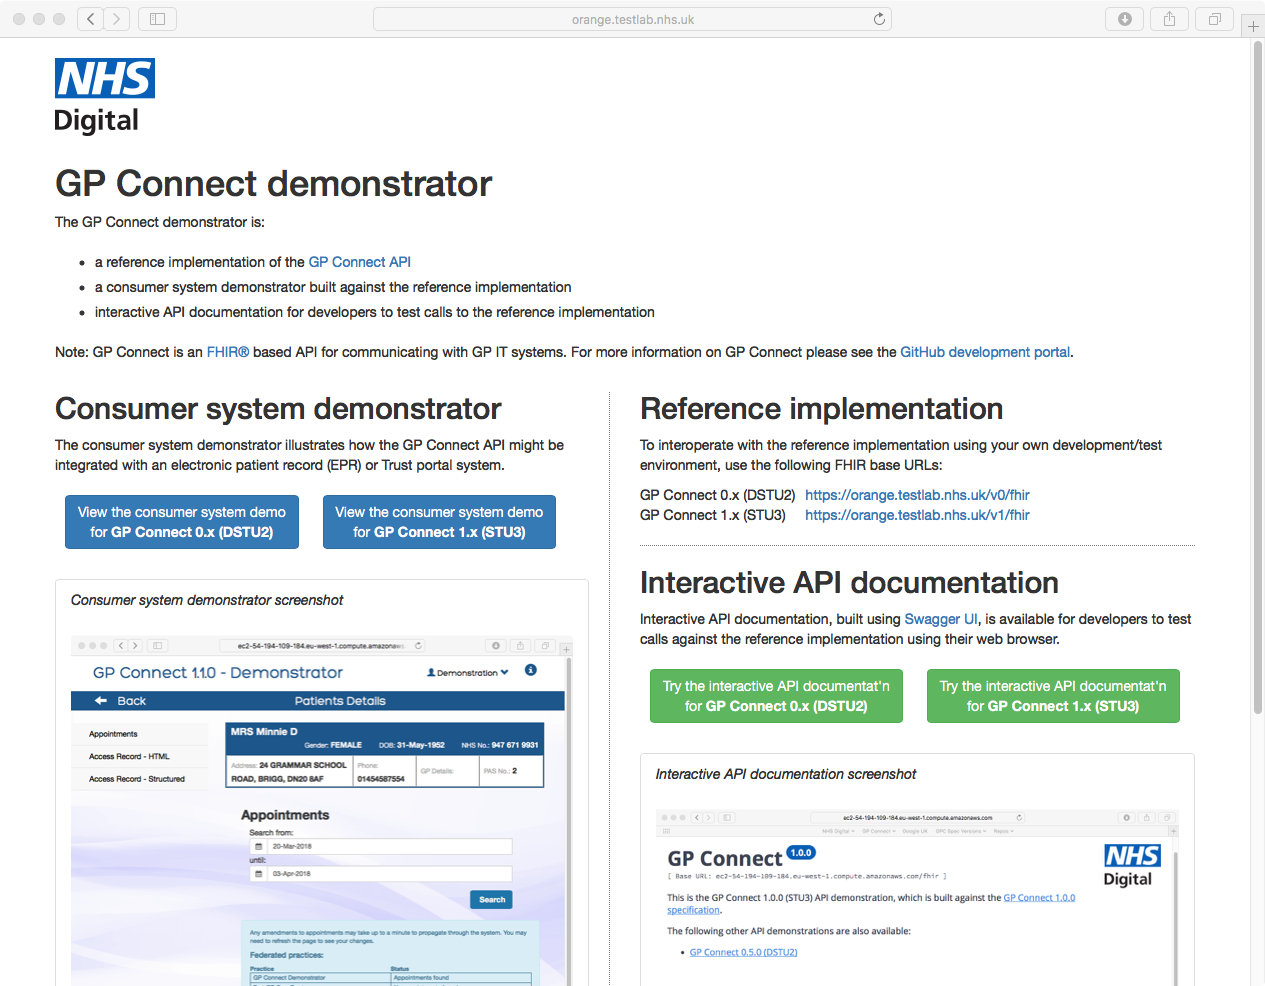 orange.testlab.nhs.uk
NHS
Digital
GP Connect demonstrator
The GP Connect demonstrator is:
• a reference implementation of the GP Connect API
• a consumer system demonstrator built against the reference implementation
• interactive API documentation for developers to test calls to the reference implementation
Note: GP Connect is an FHIR® based API for communicating with GP IT systems. For more information on GP Connect please see the GitHub development portal.
Consumer system demonstrator
The consumer system demonstrator illustrates how the GP Connect API might be
integrated with an electronic patient record (EPR) or Trust portal system.
View the consumer system demo
for GP Connect 0.x (DSTU2)
View the consumer system demo
for GP Connect 1.x (STU3)
Consumer system demonstrator screenshot
ec2-54-194-109-184.eu-west-1.compute.amazonaws
GP Connect 1.1.0 - Demonstrator
Demonstration
Back
Patients Details
Appointments
Access Record - HTML
Access Record - Structured
MRS Minnie D
Gender: FEMALE DOB: 31-May-1952 NHS No.: 947 671 9931
Address: 24 GRAMMAR SCHOOL
ROAD, BRIGG, DN20 8AF
Phone:
01454587554
GP Details:
PAS No.: 2
Appointments
Search from:
20-Mar-2018
until:
03-Apr-2018
Search
Any amendments to appointments may take up to a minute to propagate through the system. You may
need to refresh the page to see your changes.
Federated practices:
Practice Status
GP Connect Demonstrator Appointments found
Reference implementation
To interoperate with the reference implementation using your own development/test
environment, use the following FHIR base URLs:
GP Connect 0.x (DSTU2) https://orange.testlab.nhs.uk/v0/fhir
GP Connect 1.x (STU3) https://orange.testlab.nhs.uk/v1/fhir
Interactive API documentation
Interactive API documentation, built using Swagger UI, is available for developers to test
calls against the reference implementation using their web browser.
Try the interactive API documentat'n
for GP Connect 0.x (DSTU2)
Try the interactive API documentat'n
for GP Connect 1.x (STU3)
Interactive API documentation screenshot
ec2-54-194-109-184.eu-west-1.compute.amazonaws.com
NHS Digital GP Connect Google UK EPIC Spec Versions Repos
GP Connect 1.0.0
[ Base URL: ec2-54-194-109-184.eu-west-1.compute.amazonaws.com/fhir ]
NHS
Digital
This is the GP Connect 1.0.0 (STU3) API demonstration, which is built against the GP Connect 1.0.0
specification.
The following other API demonstrations are also available:
• GP Connect 0.5.0 (DSTU2)